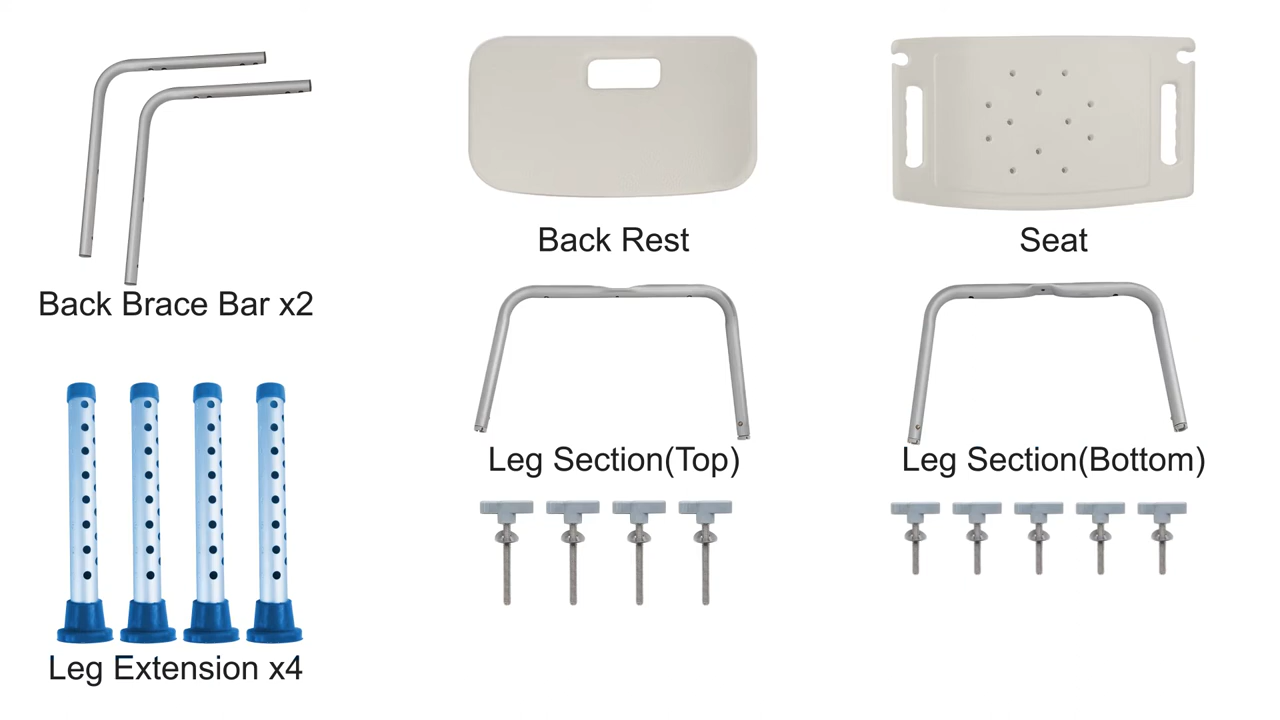 Back Rest
Seat
Back Brace Bar x2
Leg Section(Top)
Leg Section(Bottom)
Leg Extension x4